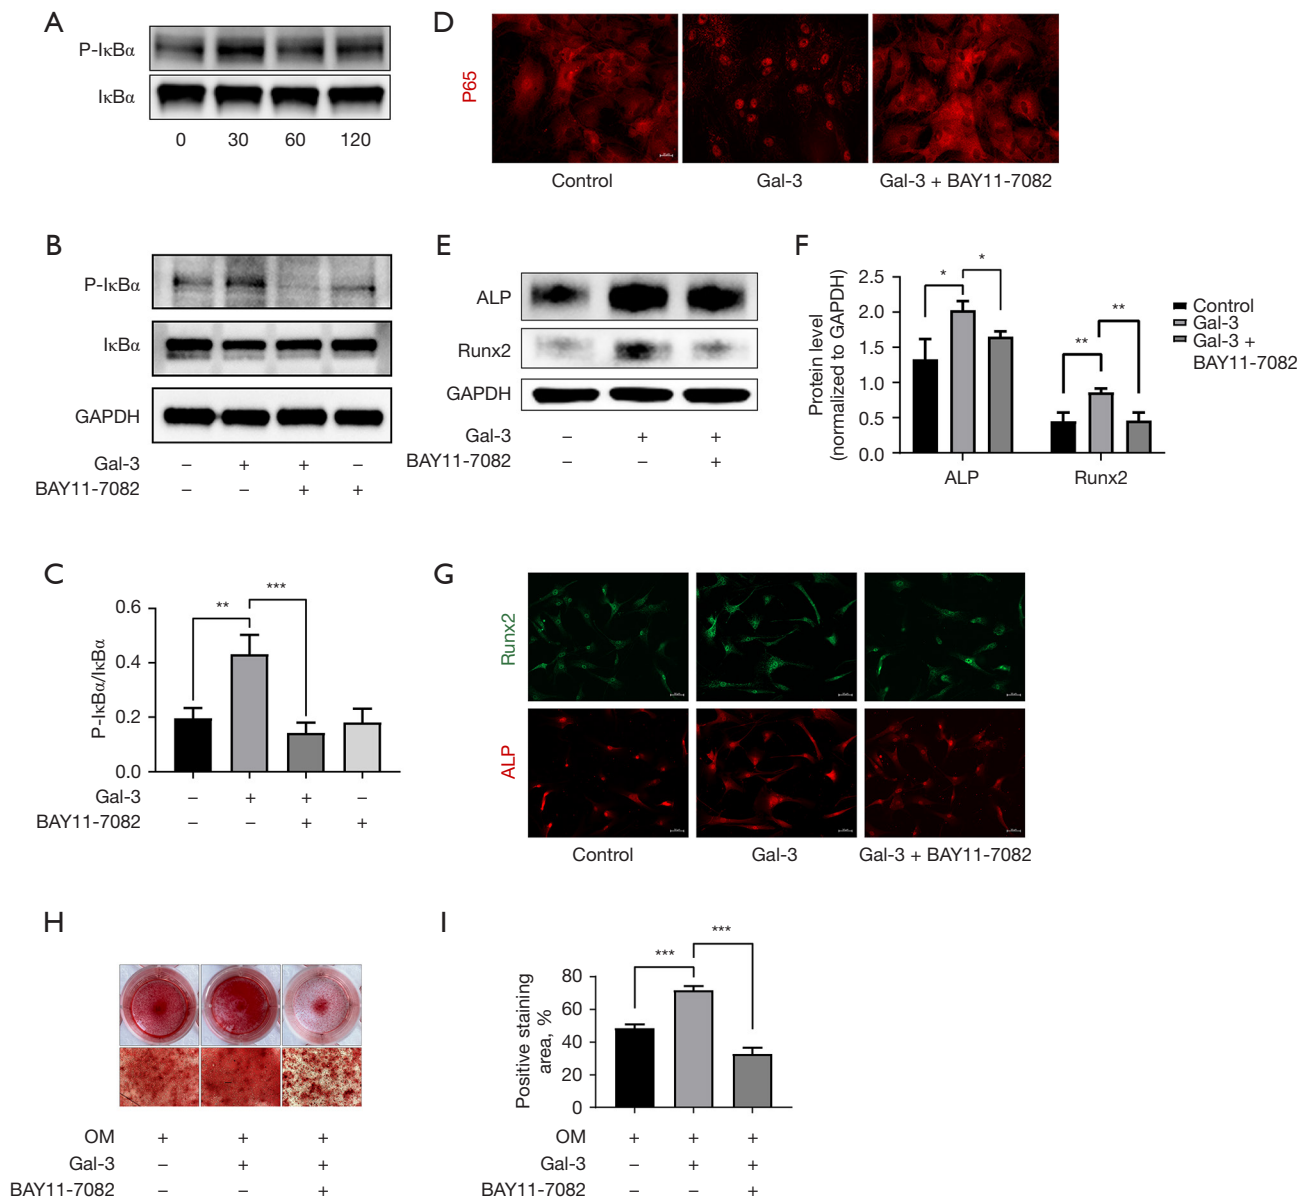 A
P-IκBα
IκBα
0 30 60 120
D
P65
Control Gal-3 Gal-3 + BAY11-7082
B
P-IκBα
IκBα
GAPDH
Gal-3 – + + –
BAY11-7082 – – + +
E
ALP
Runx2
GAPDH
Gal-3 – + +
BAY11-7082 – – +
F
Protein level
(normalized to GAPDH)
2.5
2.0
1.5
1.0
0.5
0.0
* *
** **
ALP Runx2
Control
Gal-3
Gal-3 +
BAY11-7082
C
P-IκBα/IκBα
0.6
0.4
0.2
0.0
** ***
Gal-3 – + + –
BAY11-7082 – – + +
G
Runx2
ALP
Control Gal-3 Gal-3 + BAY11-7082
H
OM + + +
Gal-3 – + +
BAY11-7082 – – +
I
Positive staining
area, %
80
60
40
20
0
*** ***
OM + + +
Gal-3 – + +
BAY11-7082 – – +